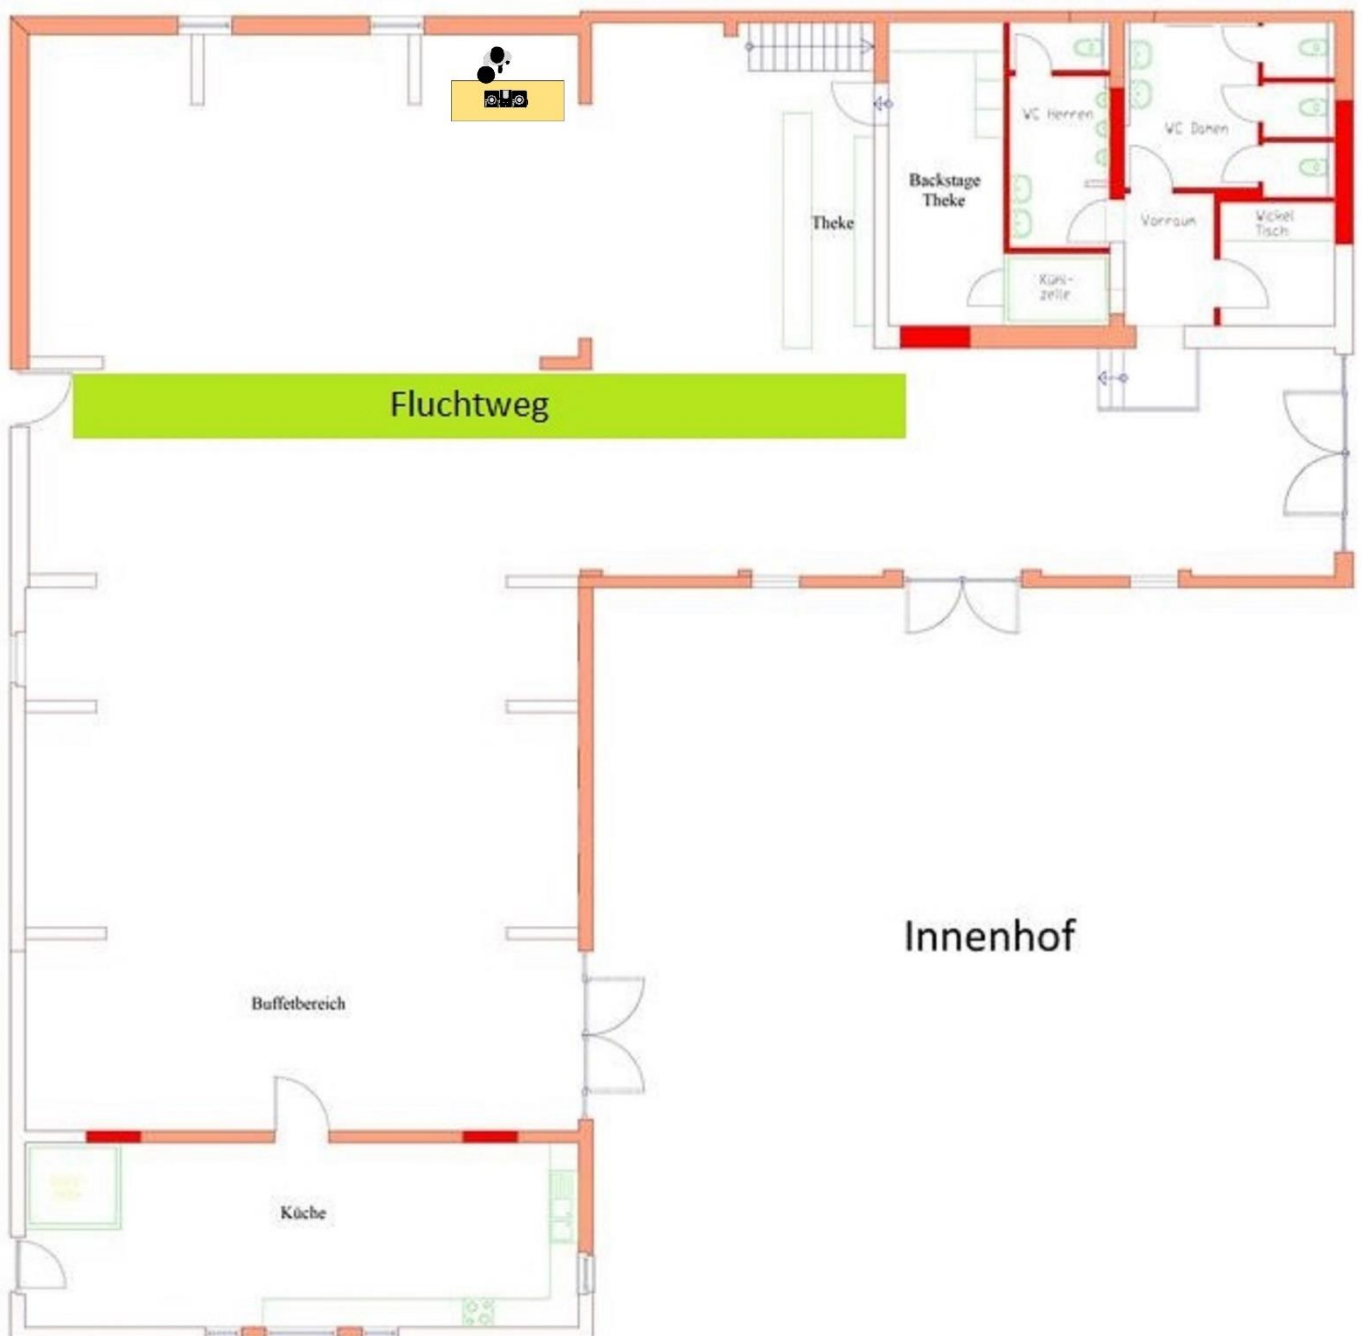 WC Herren
WC Damen
Backstage
Theke
Theke
Vorraum
Wickel
Tisch
Kühl-
zelle
Fluchtweg
Innenhof
Buffetbereich
Küche